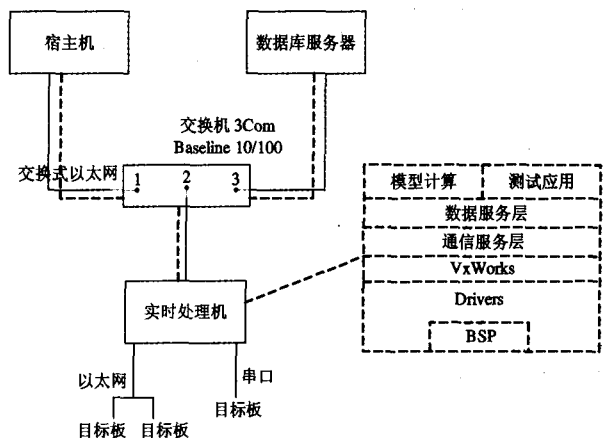 宿主机
数据库服务器
交换机 3Com
Baseline 10/100
交换式以太网
1
2
3
模型计算
测试应用
数据服务层
通信服务层
VxWorks
Drivers
BSP
实时处理机
以太网
串口
目标板
目标板
目标板